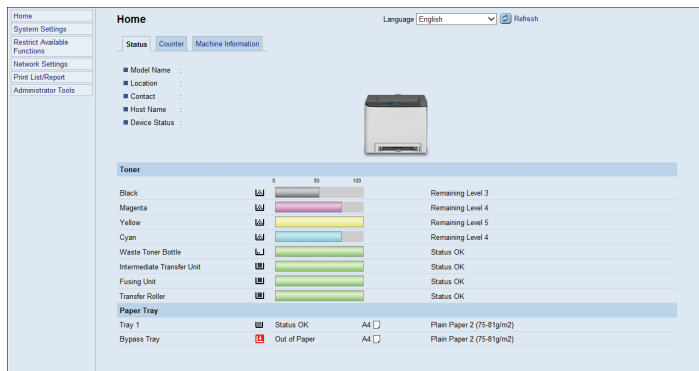 Home
System Settings
Restrict Available
Functions
Network Settings
Print List/Report
Administrator Tools
Home
Language English Refresh
Status Counter Machine Information
Model Name :
Location :
Contact :
Host Name :
Device Status :
Toner
0 50 100
Black Remaining Level 3
Magenta Remaining Level 4
Yellow Remaining Level 5
Cyan Remaining Level 4
Waste Toner Bottle Status OK
Intermediate Transfer Unit Status OK
Fusing Unit Status OK
Transfer Roller Status OK
Paper Tray
Tray 1 Status OK A4 Plain Paper 2 (75-81g/m2)
Bypass Tray Out of Paper A4 Plain Paper 2 (75-81g/m2)